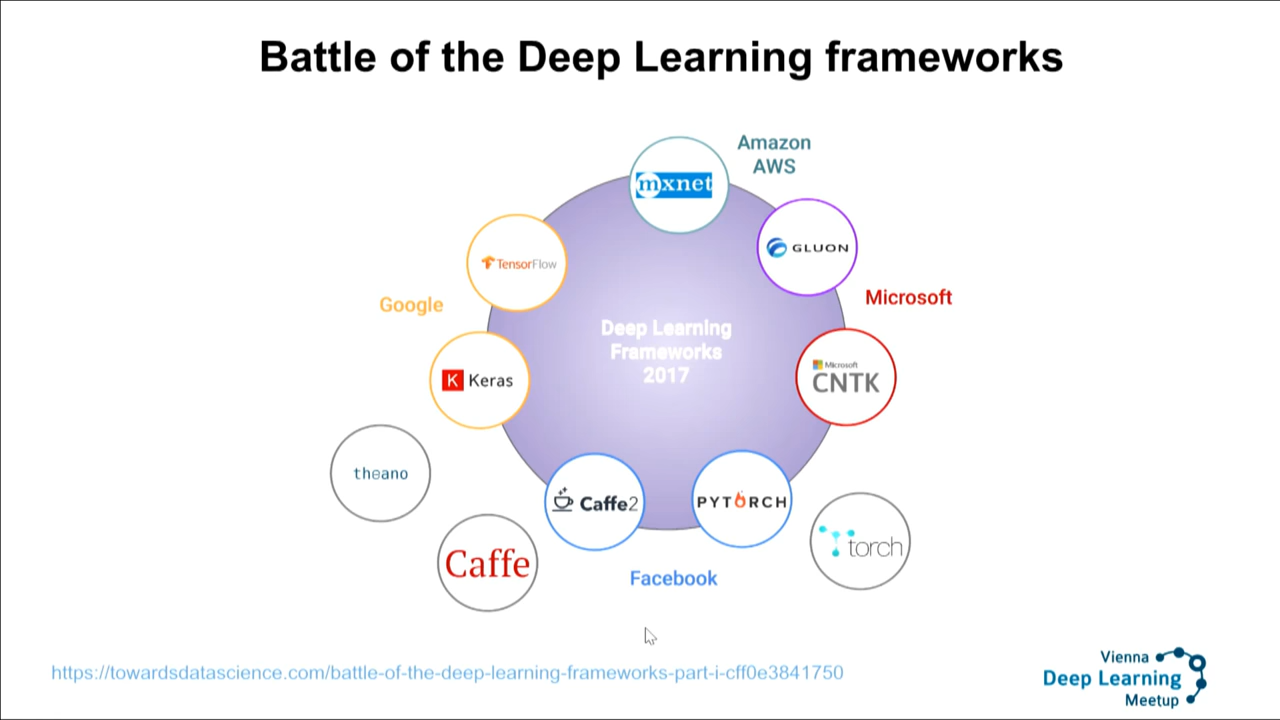 Battle of the Deep Learning frameworks
Amazon
AWS
mxnet
GLUON
TensorFlow
Google
Microsoft
Deep Learning
Frameworks
2017
Microsoft
CNTK
K Keras
theano
Caffe2
PYTORCH
torch
Caffe
Facebook
https://towardsdatascience.com/battle-of-the-deep-learning-frameworks-part-i-cff0e3841750
Vienna
Deep Learning
Meetup